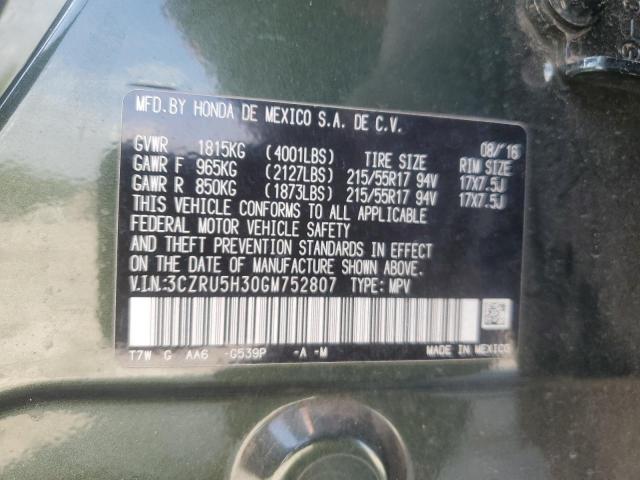 MFD. BY HONDA DE MEXICO S.A. DE C.V.
08/16
GVWR 1815KG (4001LBS) TIRE SIZE RIM SIZE
GAWR F 965KG (2127LBS) 215/55R17 94V 17X7.5J
GAWR R 850KG (1873LBS) 215/55R17 94V 17X7.5J
THIS VEHICLE CONFORMS TO ALL APPLICABLE
FEDERAL MOTOR VEHICLE SAFETY
AND THEFT PREVENTION STANDARDS IN EFFECT
ON THE DATE OF MANUFACTURE SHOWN ABOVE.
V.I.N.:3CZRU5H30GM752807 TYPE: MPV
T7W G AA6 -G539P -A -M MADE IN MEXICO